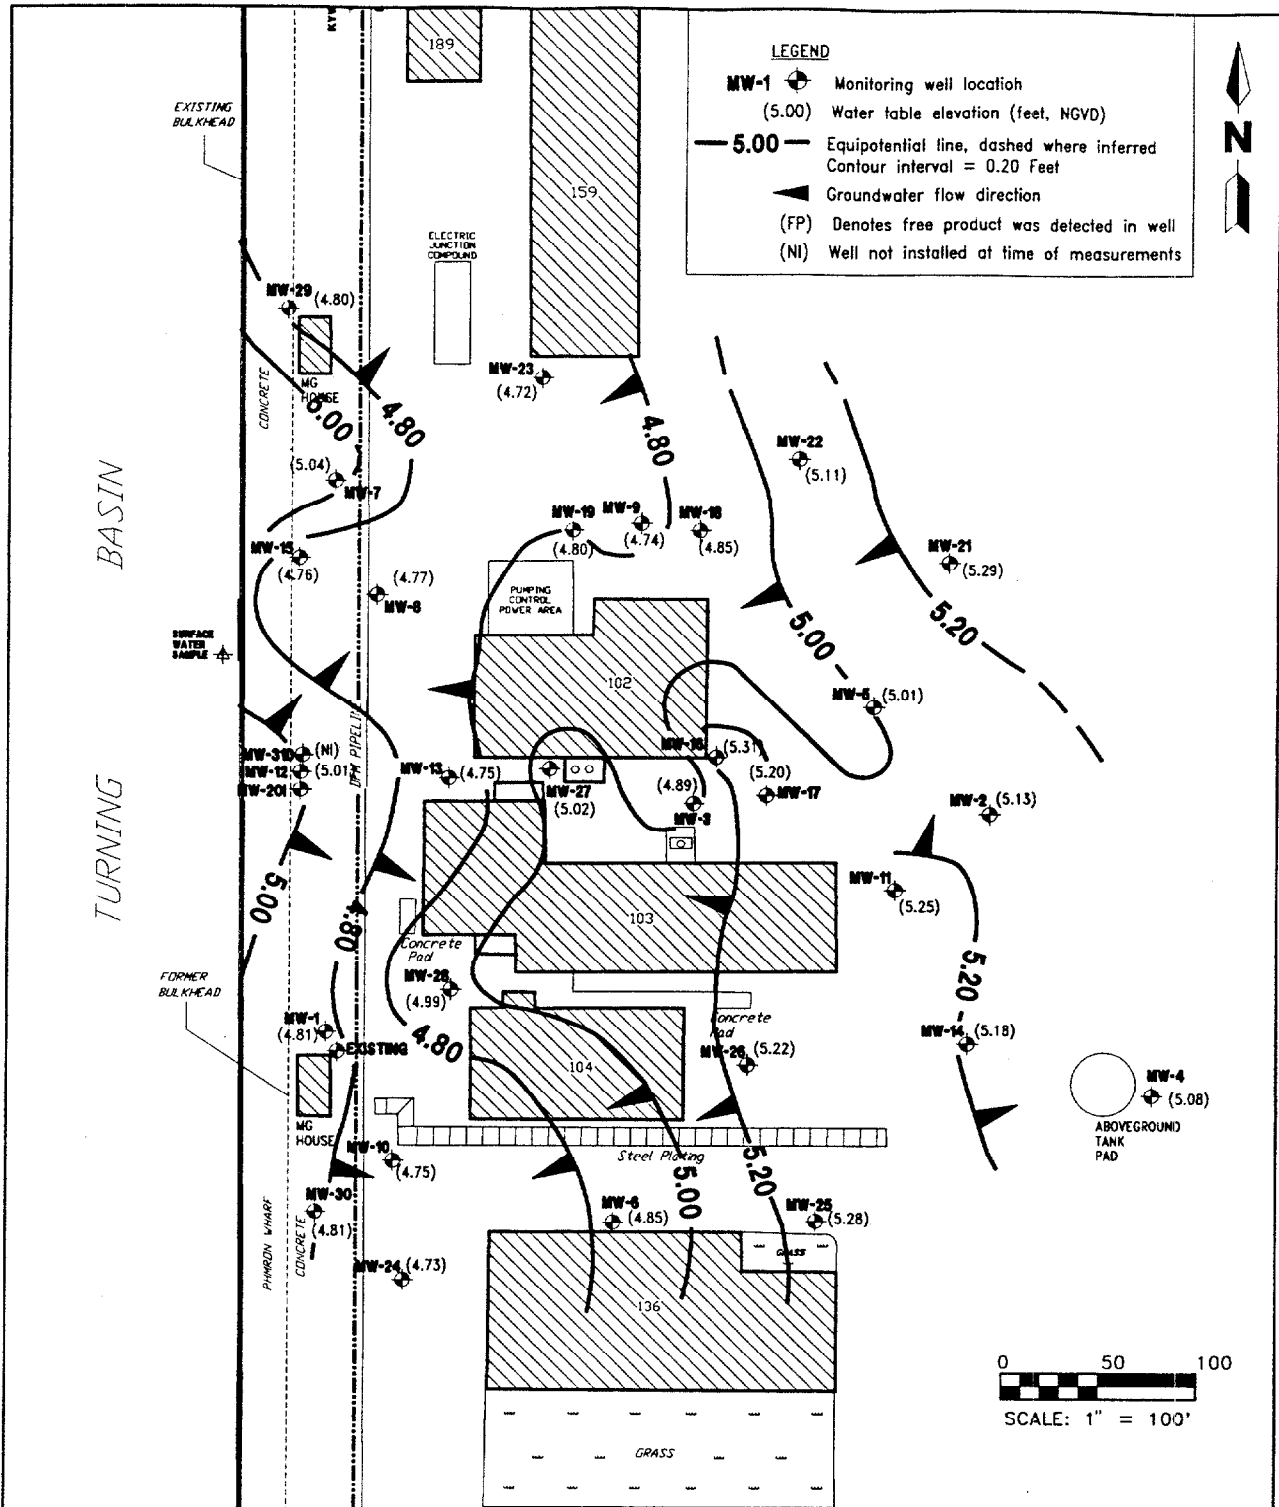 KYW
189
LEGEND
MW-1 Monitoring well location
(5.00) Water table elevation (feet, NGVD)
5.00 Equipotential line, dashed where inferred
Contour interval = 0.20 Feet
Groundwater flow direction
(FP) Denotes free product was detected in well
(NI) Well not installed at time of measurements
N
EXISTING
BULKHEAD
159
ELECTRIC
JUNCTION
COMPOUND
MW-29 (4.80)
MG
HOUSE
CONCRETE
5.00
4.80
MW-23
(4.72)
4.80
MW-22
(5.11)
(5.04)
MW-7
MW-19
(4.80)
MW-9
(4.74)
MW-18
(4.85)
MW-21
(5.29)
MW-15
(4.76)
(4.77)
MW-8
PUMPING
CONTROL
POWER AREA
5.00
5.20
BASIN
TURNING
SURFACE
WATER
SAMPLE
102
MW-5 (5.01)
DFM PIPELINE
MW-31D (NI)
MW-12 (5.01)
MW-20I
MW-13 (4.75)
MW-27
(5.02)
MW-16
(5.31)
(5.20)
MW-17
(4.89)
MW-3
MW-2 (5.13)
MW-11
(5.25)
5.00
4.80
103
Concrete
Pad
FORMER
BULKHEAD
MW-28
(4.99)
5.20
MW-1
(4.81)
EXISTING
4.80
Concrete
Pad
MW-14 (5.18)
MW-26 (5.22)
104
MW-4
(5.08)
ABOVEGROUND
TANK
PAD
MG
HOUSE
Steel Plating
MW-10
(4.75)
5.00
5.20
MW-30
(4.81)
PHMRON WHARF
CONCRETE
MW-6 (4.85)
MW-25
(5.28)
GRASS
MW-24 (4.73)
136
0 50 100
SCALE: 1" = 100'
GRASS